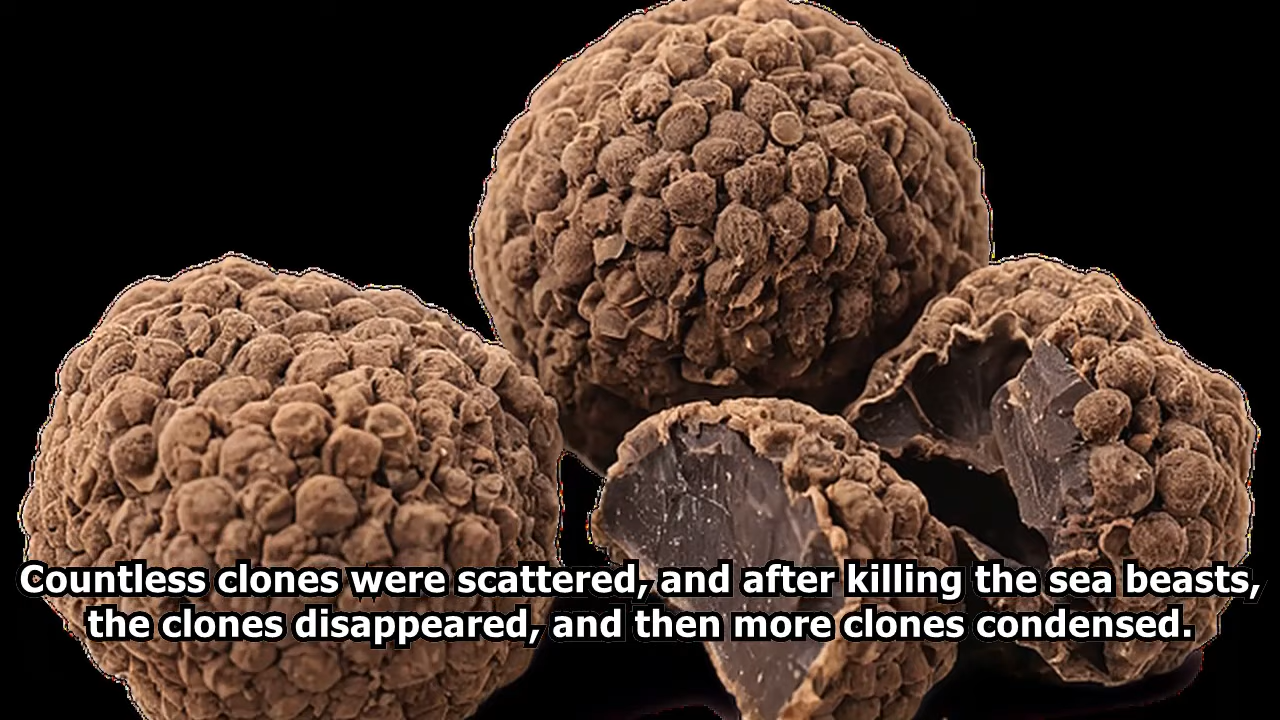 Countless clones were scattered, and after killing the sea beasts,
the clones disappeared, and then more clones condensed.